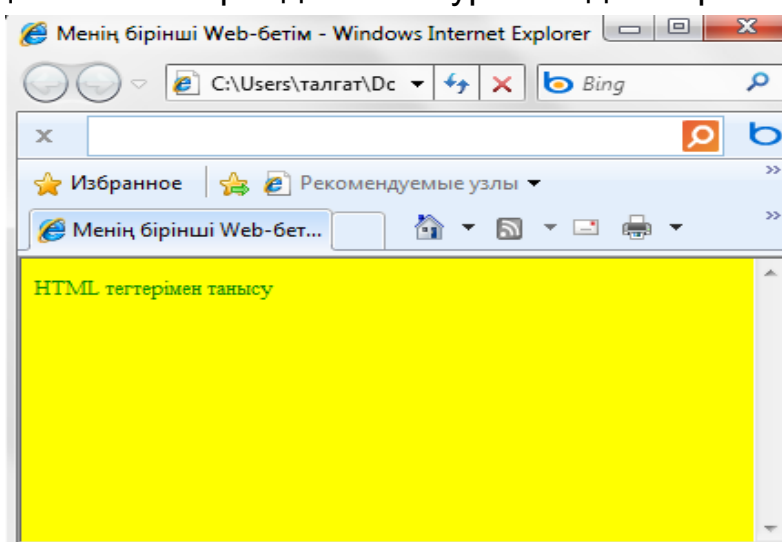 Менің бірінші Web-бетім - Windows Internet Explorer
C:\Users\талгат\Dc
Bing
Избранное
Рекомендуемые узлы
Менің бірінші Web-бет...
HTML тегтерімен танысу